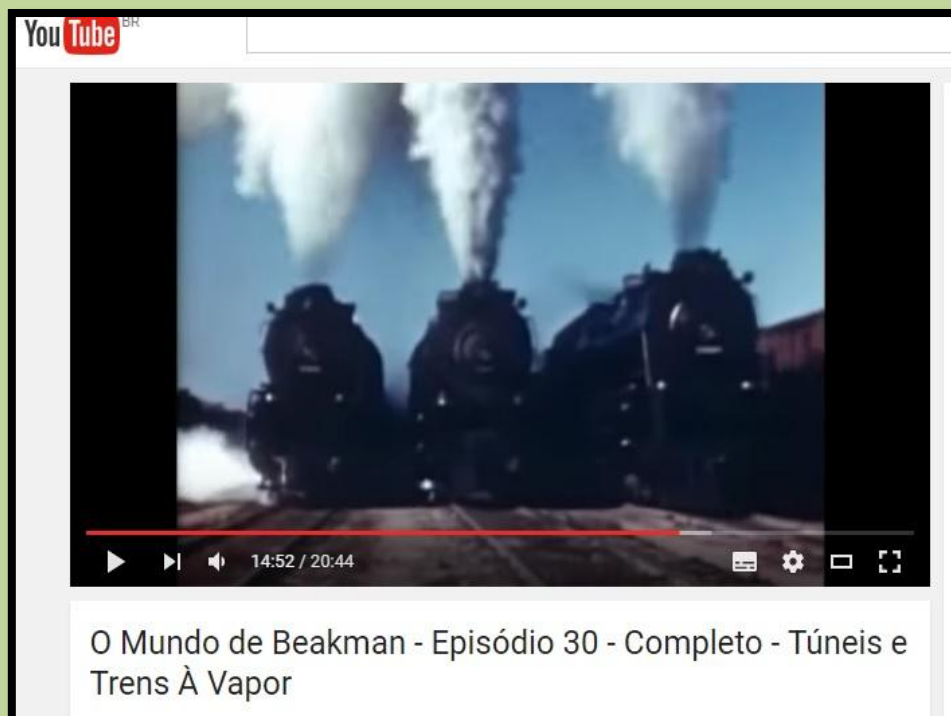 YouTube BR
14:52 / 20:44
O Mundo de Beakman - Episódio 30 - Completo - Túneis e
Trens À Vapor